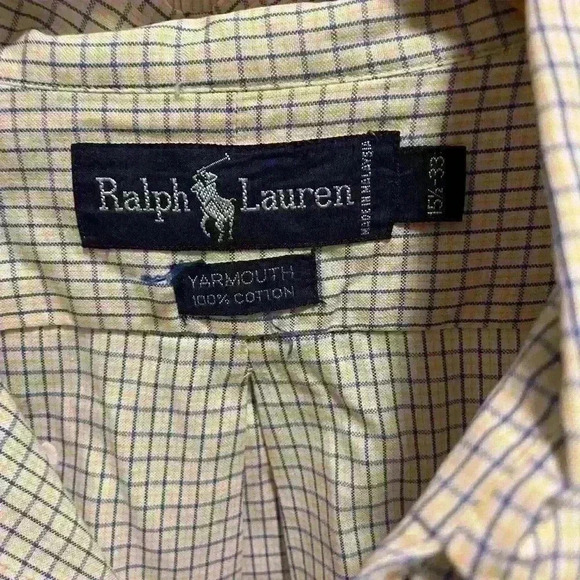 Ralph Lauren
MADE IN MALAYSIA
15½-33
YARMOUTH
100% COTTON